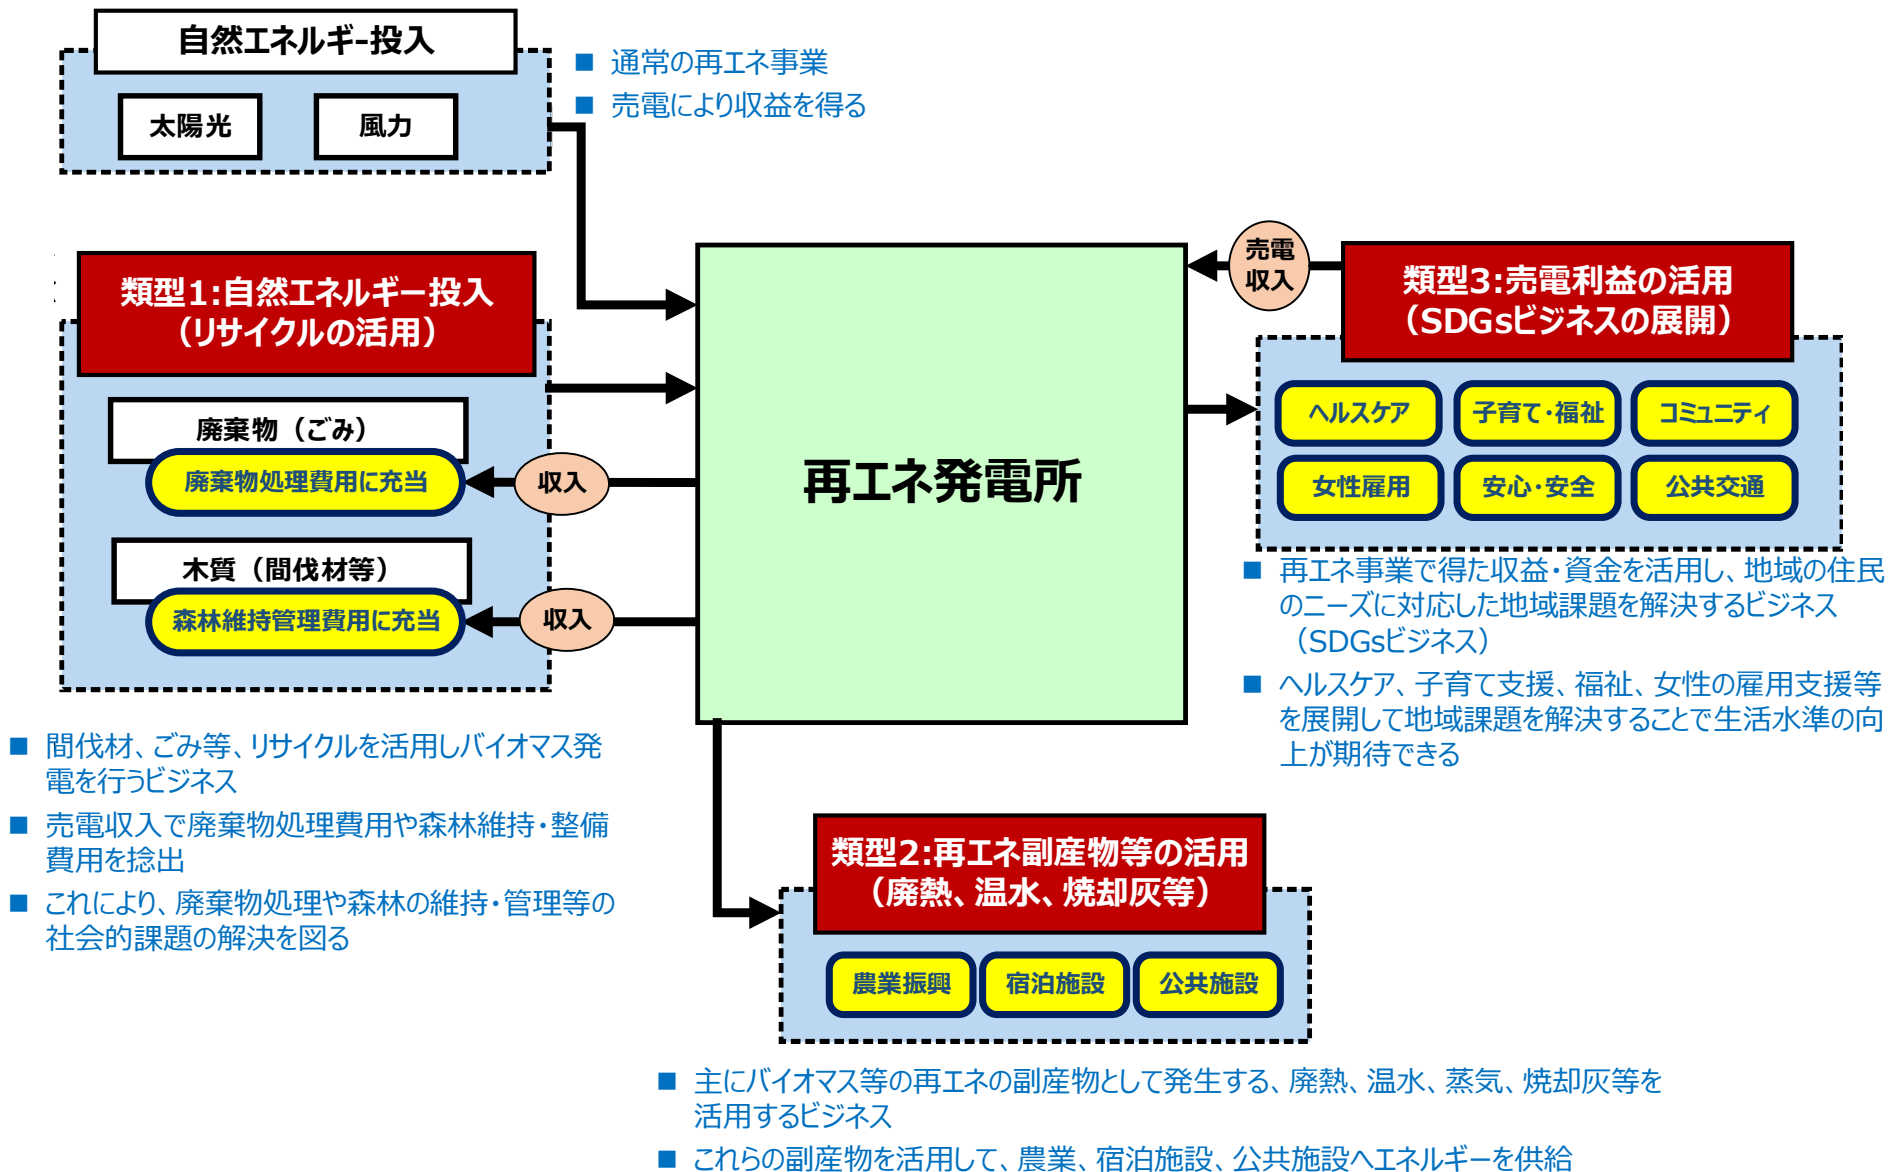 自然エネルギ-投入
太陽光
風力
■ 通常の再エネ事業
■ 売電により収益を得る
類型1:自然エネルギー投入
（リサイクルの活用）
廃棄物（ごみ）
廃棄物処理費用に充当
収入
木質（間伐材等）
森林維持管理費用に充当
収入
■ 間伐材、ごみ等、リサイクルを活用しバイオマス発
電を行うビジネス
■ 売電収入で廃棄物処理費用や森林維持・整備
費用を捻出
■ これにより、廃棄物処理や森林の維持・管理等の
社会的課題の解決を図る
再エネ発電所
売電
収入
類型3:売電利益の活用
（SDGsビジネスの展開）
ヘルスケア
子育て・福祉
コミュニティ
女性雇用
安心・安全
公共交通
■ 再エネ事業で得た収益・資金を活用し、地域の住民
のニーズに対応した地域課題を解決するビジネス
（SDGsビジネス）
■ ヘルスケア、子育て支援、福祉、女性の雇用支援等
を展開して地域課題を解決することで生活水準の向
上が期待できる
類型2:再エネ副産物等の活用
（廃熱、温水、焼却灰等）
農業振興
宿泊施設
公共施設
■ 主にバイオマス等の再エネの副産物として発生する、廃熱、温水、蒸気、焼却灰等を
活用するビジネス
■ これらの副産物を活用して、農業、宿泊施設、公共施設へエネルギーを供給